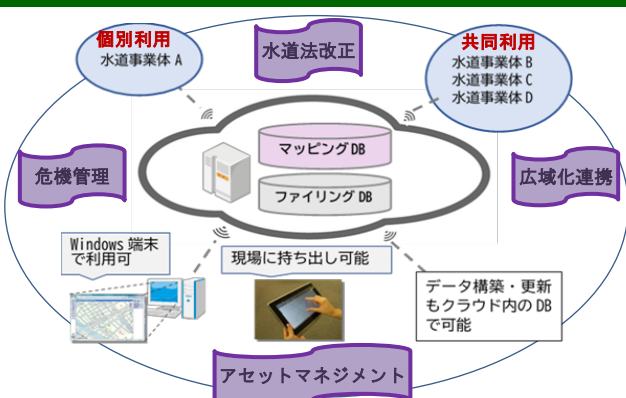 個別利用
水道事業体 A
水道法改正
共同利用
水道事業体 B
水道事業体 C
水道事業体 D
マッピング DB
ファイリング DB
危機管理
広域化連携
Windows 端末
で利用可
現場に持ち出し可能
データ構築・更新
もクラウド内の DB
で可能
アセットマネジメント